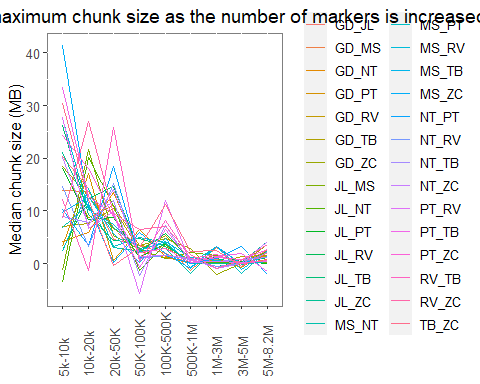 maximum chunk size as the number of markers is increased
Median chunk size (MB)
40
30
20
10
0
5k-10k
10k-20k
20k-50K
50K-100K
100K-500K
500K-1M
1M-3M
3M-5M
5M-8.2M
GD_JL
GD_MS
GD_NT
GD_PT
GD_RV
GD_TB
GD_ZC
JL_MS
JL_NT
JL_PT
JL_RV
JL_TB
JL_ZC
MS_NT
MS_PT
MS_RV
MS_TB
MS_ZC
NT_PT
NT_RV
NT_TB
NT_ZC
PT_RV
PT_TB
PT_ZC
RV_TB
RV_ZC
TB_ZC